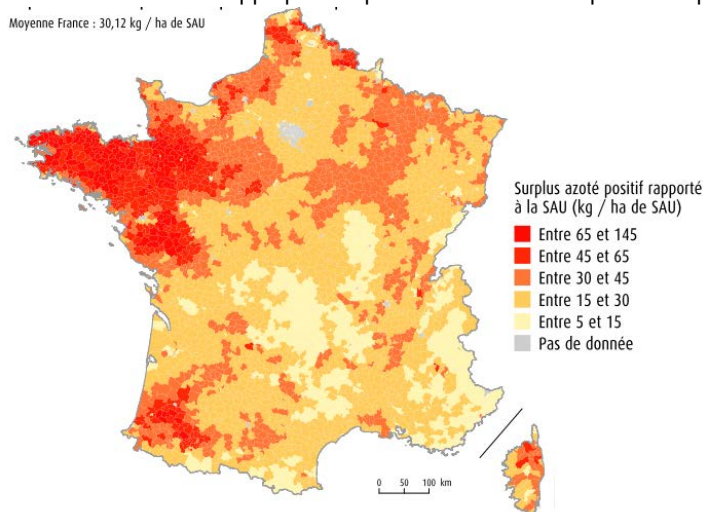 Moyenne France : 30,12 kg / ha de SAU
Surplus azoté positif rapporté
à la SAU (kg / ha de SAU)
Entre 65 et 145
Entre 45 et 65
Entre 30 et 45
Entre 15 et 30
Entre 5 et 15
Pas de donnée
0 50 100 km